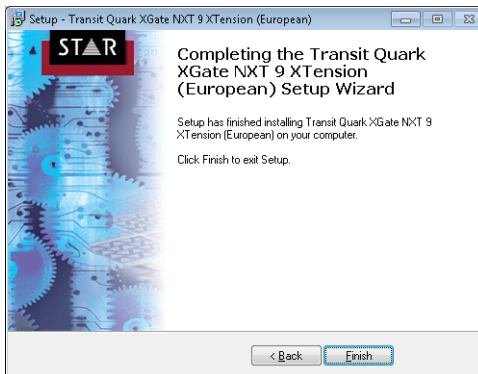 Setup - Transit Quark XGate NXT 9 XTension (European)
STAR
Completing the Transit Quark
XGate NXT 9 XTension
(European) Setup Wizard
Setup has finished installing Transit Quark XGate NXT 9
XTension (European) on your computer.
Click Finish to exit Setup.
< Back
Finish